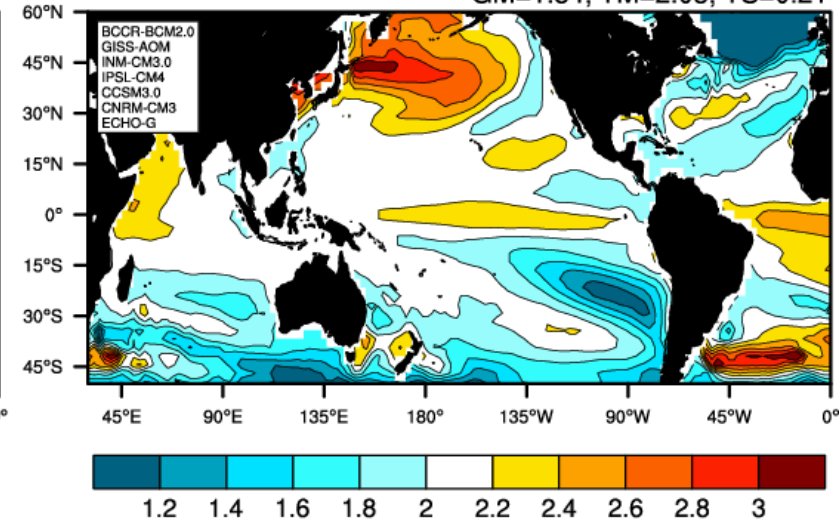 60°N
45°N
30°N
15°N
0°
15°S
30°S
45°S
BCCR-BCM2.0
GISS-AOM
INM-CM3.0
IPSL-CM4
CCSM3.0
CNRM-CM3
ECHO-G
45°E 90°E 135°E 180° 135°W 90°W 45°W 0°
1.2 1.4 1.6 1.8 2 2.2 2.4 2.6 2.8 3